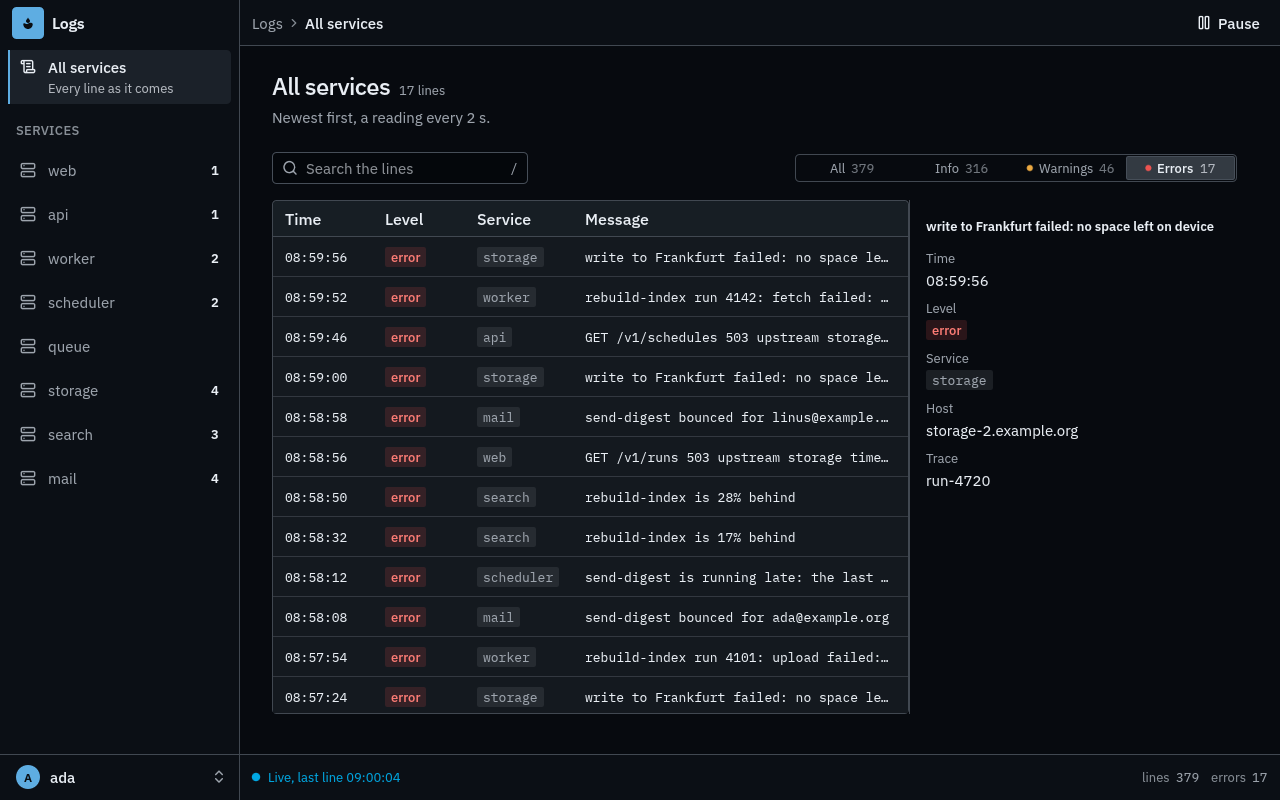 Logs
All services
Every line as it comes
SERVICES
web 1
api 1
worker 2
scheduler 2
queue
storage 4
search 3
mail 4
A ada
Logs > All services
Pause
All services 17 lines
Newest first, a reading every 2 s.
Search the lines /
All 379 Info 316 Warnings 46 Errors 17
Time Level Service Message
08:59:56 error storage write to Frankfurt failed: no space le…
08:59:52 error worker rebuild-index run 4142: fetch failed: …
08:59:46 error api GET /v1/schedules 503 upstream storage…
08:59:00 error storage write to Frankfurt failed: no space le…
08:58:58 error mail send-digest bounced for linus@example.…
08:58:56 error web GET /v1/runs 503 upstream storage time…
08:58:50 error search rebuild-index is 28% behind
08:58:32 error search rebuild-index is 17% behind
08:58:12 error scheduler send-digest is running late: the last …
08:58:08 error mail send-digest bounced for ada@example.org
08:57:54 error worker rebuild-index run 4101: upload failed:…
08:57:24 error storage write to Frankfurt failed: no space le…
write to Frankfurt failed: no space left on device
Time
08:59:56
Level
error
Service
storage
Host
storage-2.example.org
Trace
run-4720
Live, last line 09:00:04
lines 379 errors 17